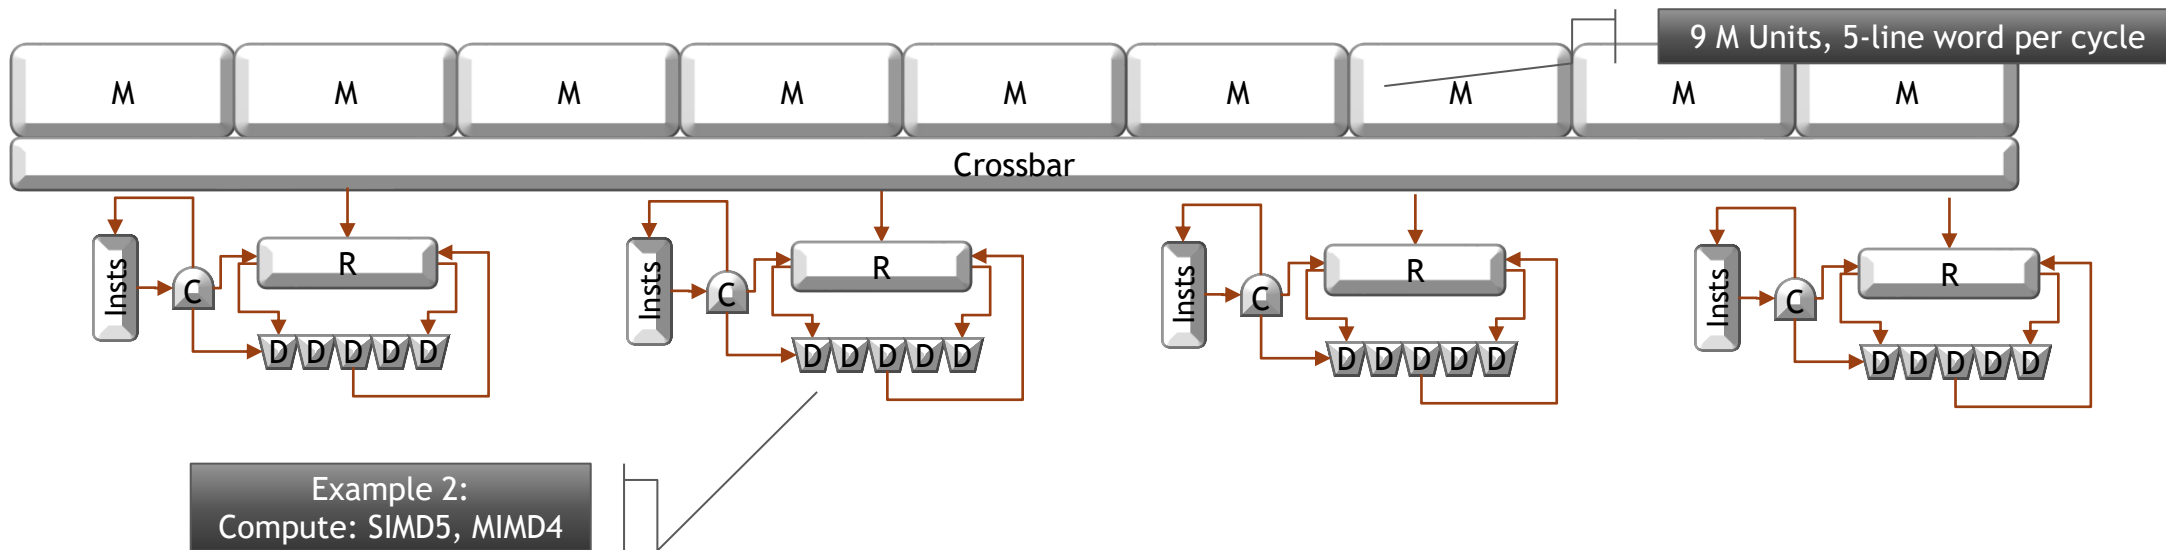 9 M Units, 5-line word per cycle
M M M M M M M M M
Crossbar
Insts C R D D D D D
Insts C R D D D D D
Insts C R D D D D D
Insts C R D D D D D
Example 2:
Compute: SIMD5, MIMD4